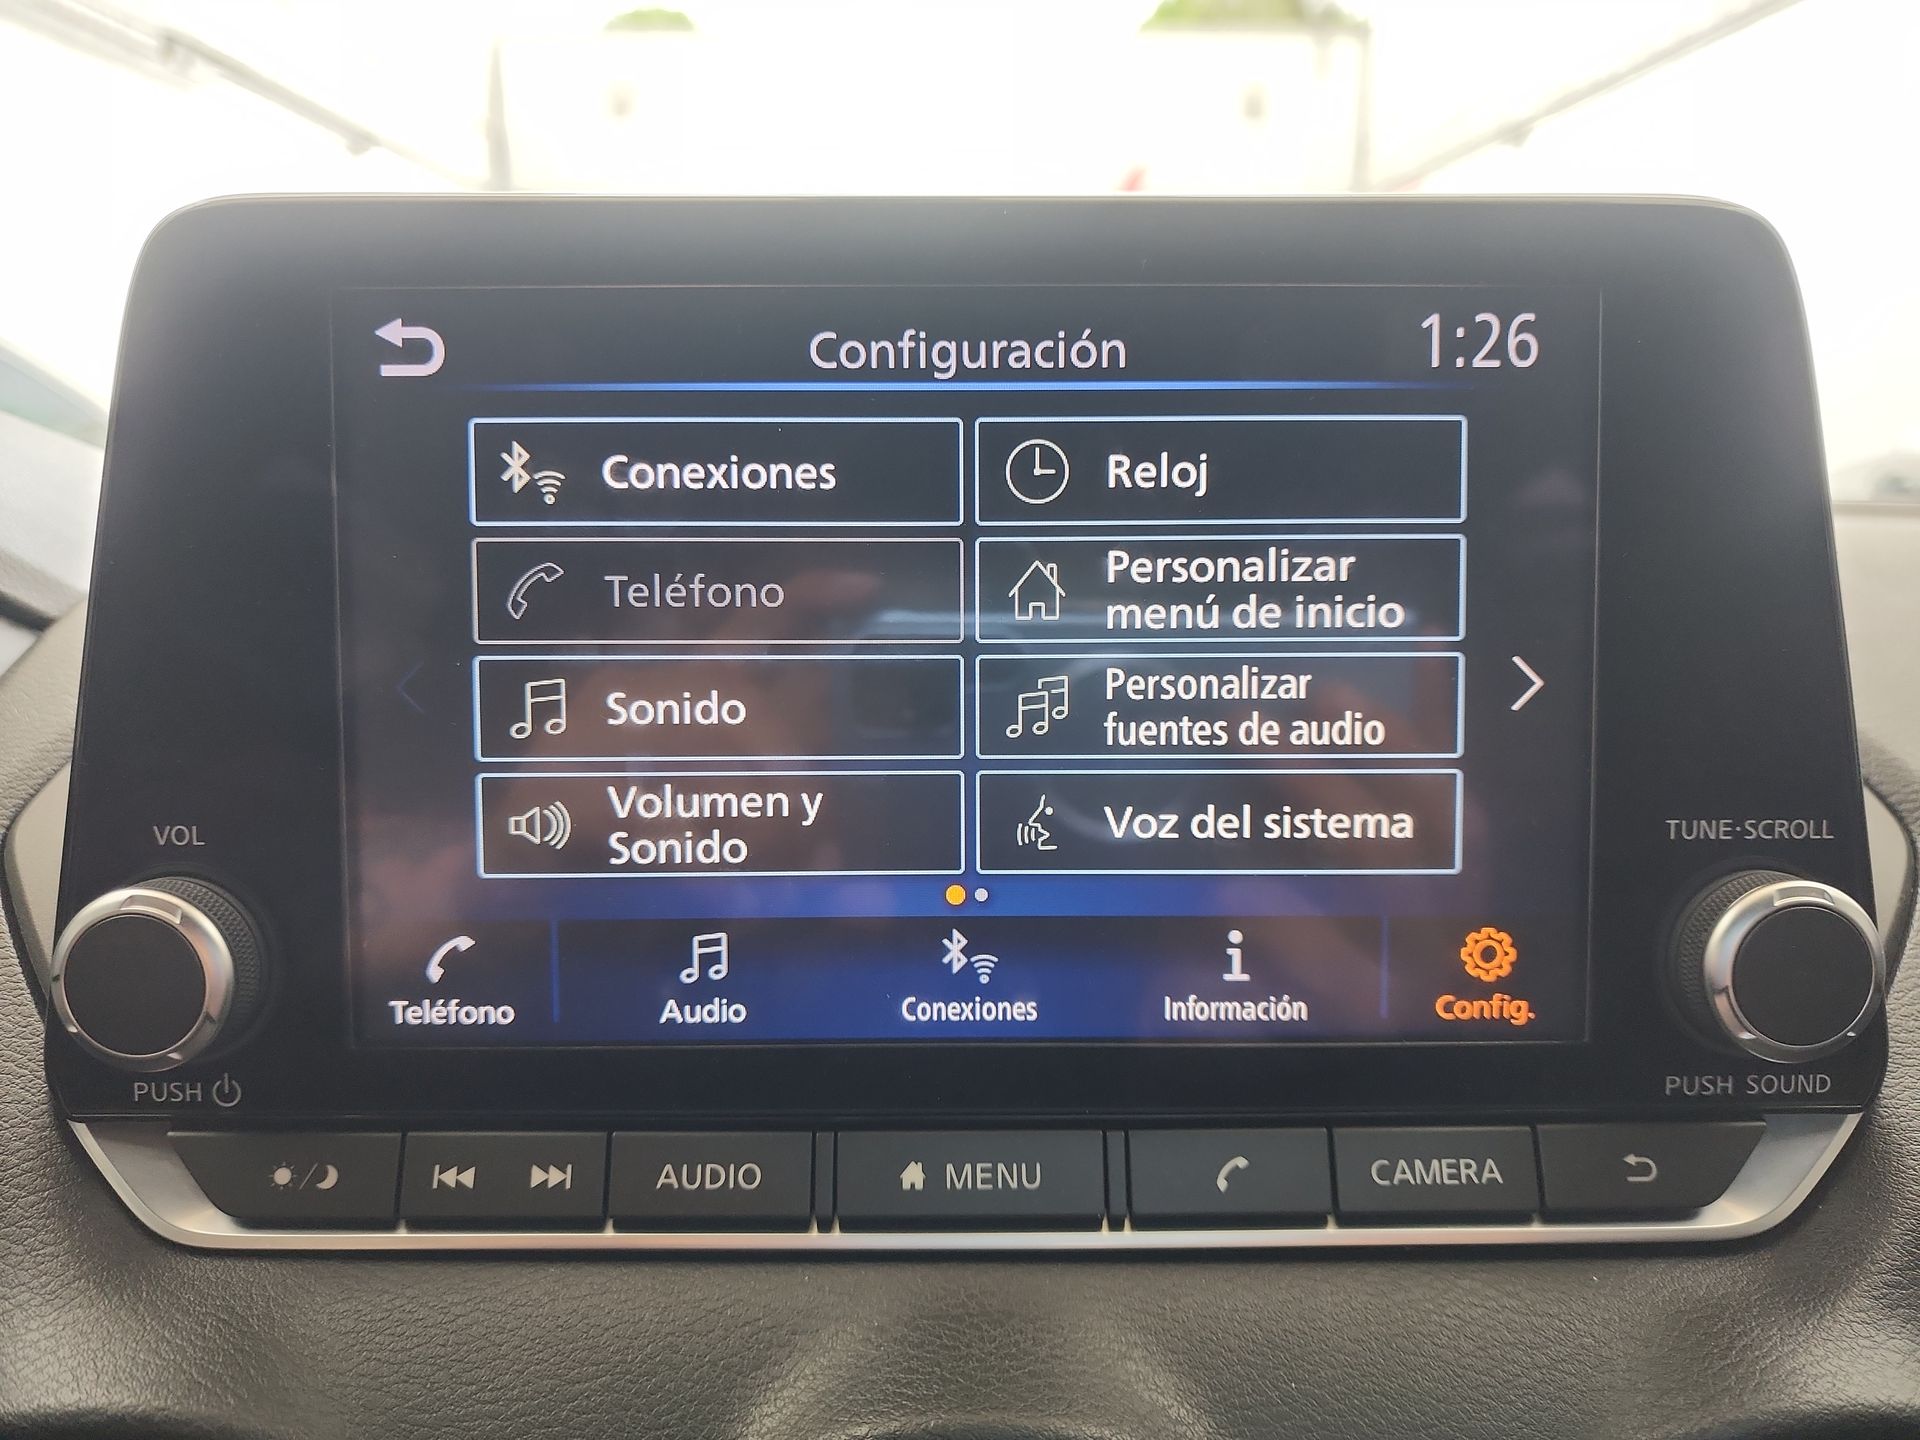 Configuración
1:26
Conexiones
Reloj
Teléfono
Personalizar
menú de inicio
Sonido
Personalizar
fuentes de audio
Volumen y
Sonido
Voz del sistema
VOL
TUNE·SCROLL
Teléfono
Audio
Conexiones
Información
Config.
PUSH
PUSH SOUND
AUDIO
MENU
CAMERA